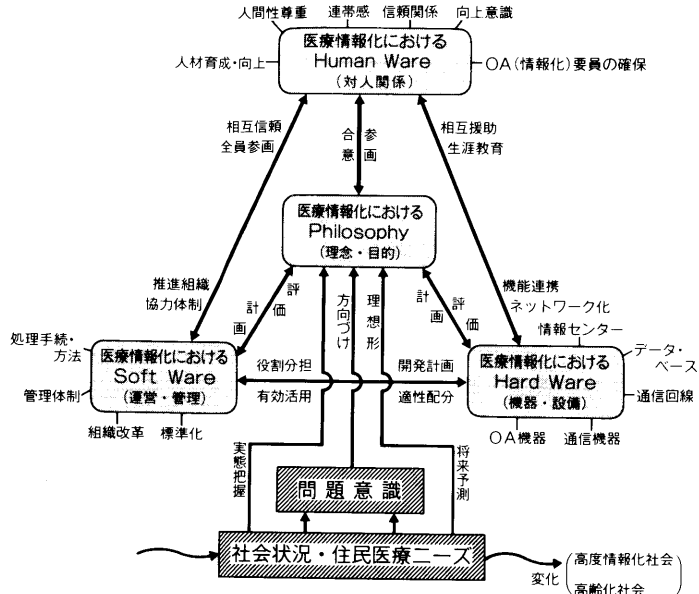 人間性尊重 連帯感 信頼関係 向上意識
医療情報化における
人材育成・向上 Human Ware OA(情報化)要員の確保
(対人関係)
相互信頼
全員参画
合意
参画
相互援助
生涯教育
医療情報化における
Philosophy
(理念・目的)
推進組織
協力体制
計画
評価
方向づけ
理想形
計画
評価
機能連携
ネットワーク化
情報センター
データ・
ベース
処理手続・
方法
医療情報化における
Soft Ware
(運営・管理)
管理体制
組織改革 標準化
役割分担 開発計画
有効活用 適性配分
医療情報化における
Hard Ware
(機器・設備)
通信回線
OA機器 通信機器
実態把握
将来予測
問題意識
社会状況・住民医療ニーズ
変化
高度情報化社会
高齢化社会